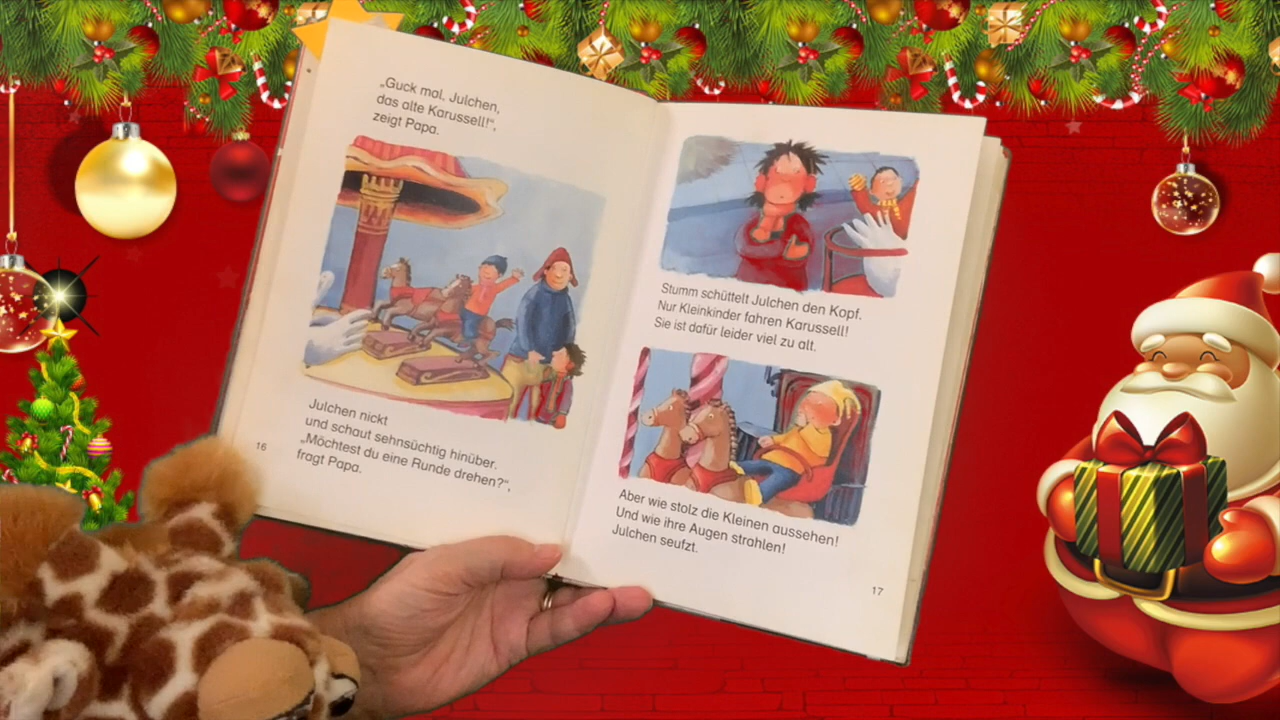 „Guck mal, Julchen,
das alte Karussell!“,
zeigt Papa.
Julchen nickt
und schaut sehnsüchtig hinüber.
„Möchtest du eine Runde drehen?“,
fragt Papa.
16
Stumm schüttelt Julchen den Kopf.
Nur Kleinkinder fahren Karussell!
Sie ist dafür leider viel zu alt.
Aber wie stolz die Kleinen aussehen!
Und wie ihre Augen strahlen!
Julchen seufzt.
17